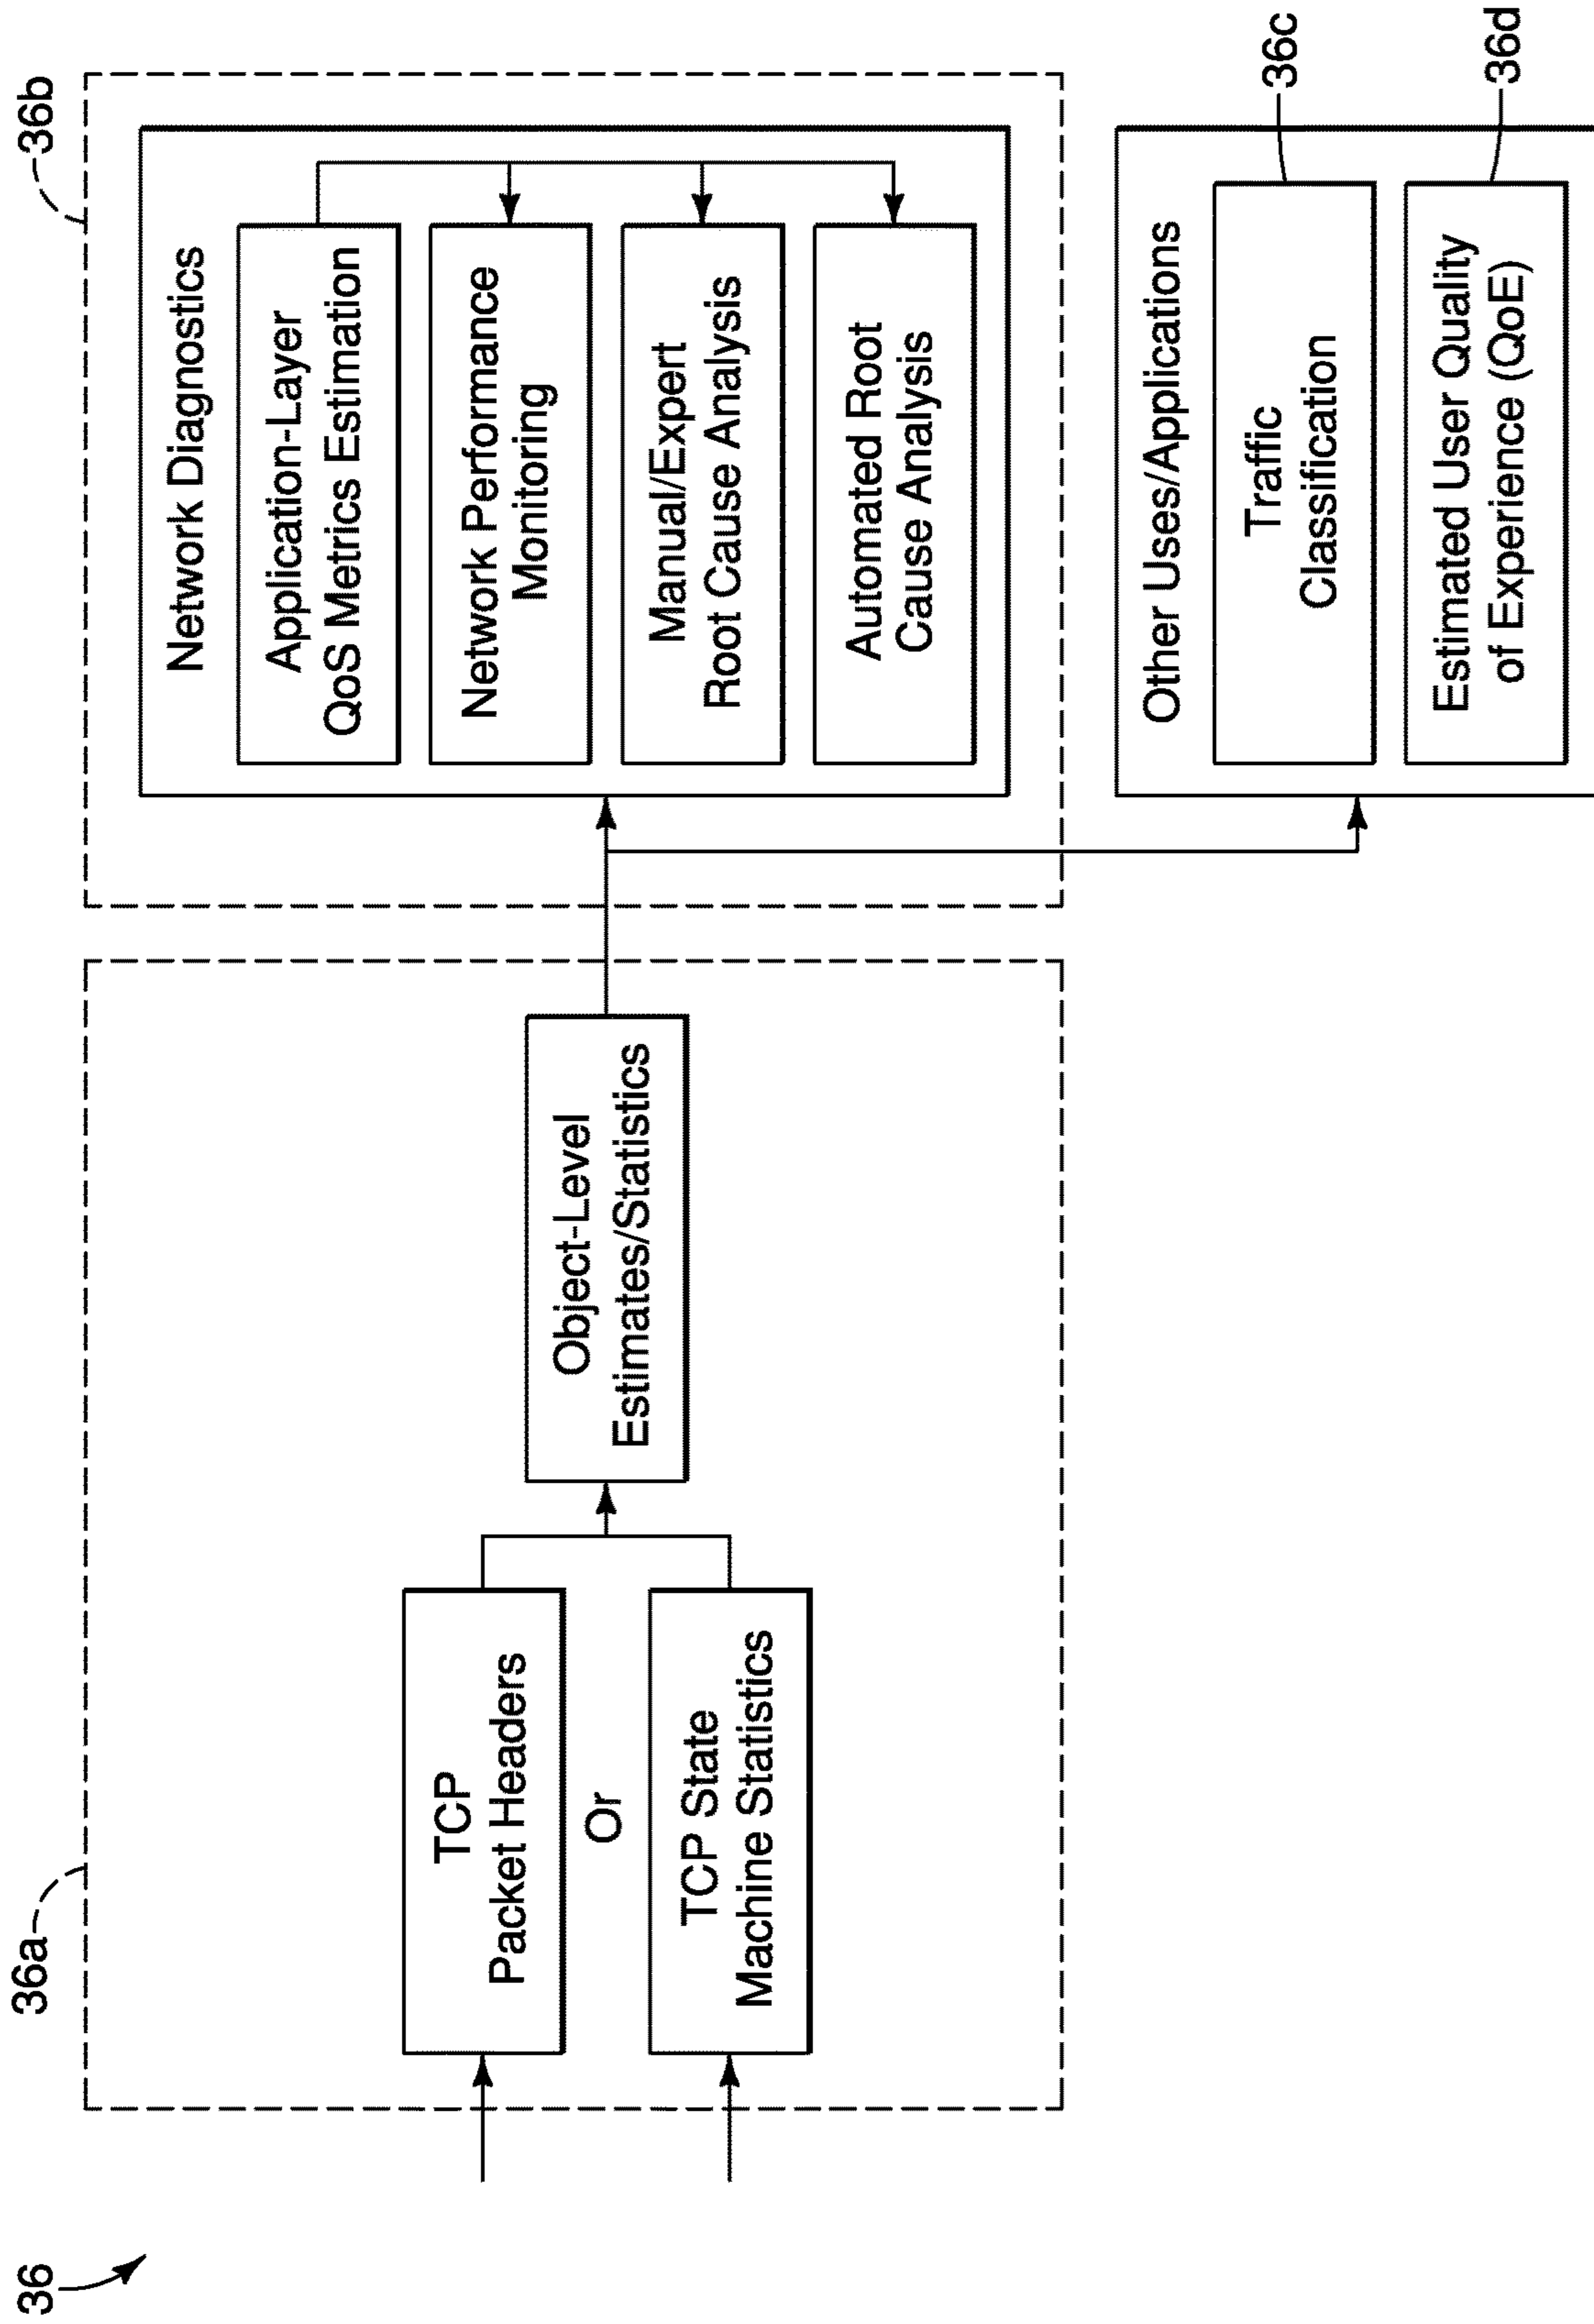 36
36a
TCP
Packet Headers
Or
TCP State
Machine Statistics
Object-Level
Estimates/Statistics
36b
Network Diagnostics
Application-Layer
QoS Metrics Estimation
Network Performance
Monitoring
Manual/Expert
Root Cause Analysis
Automated Root
Cause Analysis
Other Uses/Applications
Traffic
Classification
36c
Estimated User Quality
of Experience (QoE)
36d